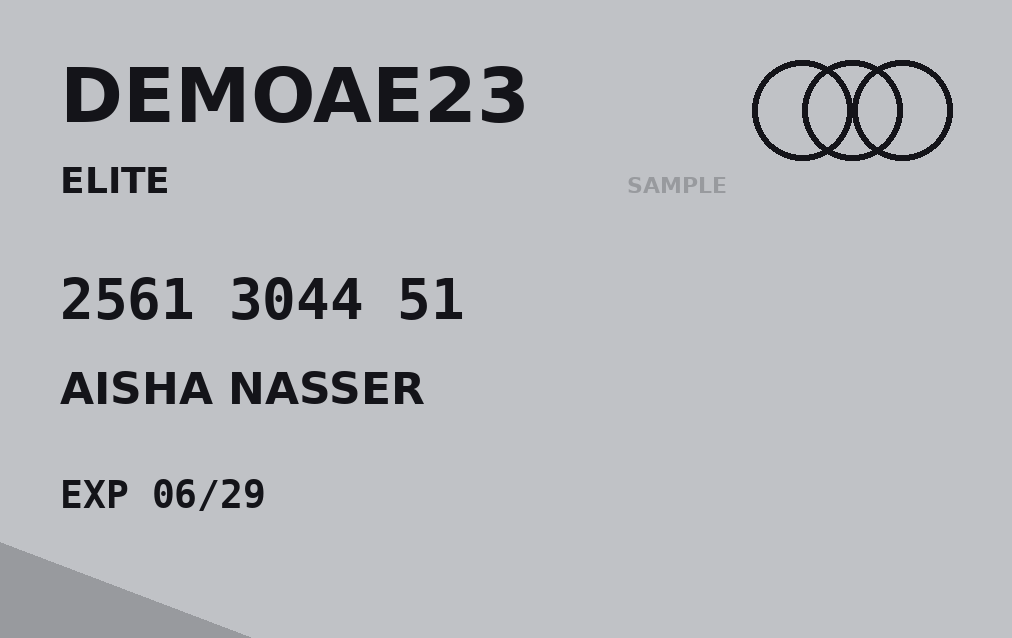 DEMOAE23
ELITE
SAMPLE
2561 3044 51
AISHA NASSER
EXP 06/29